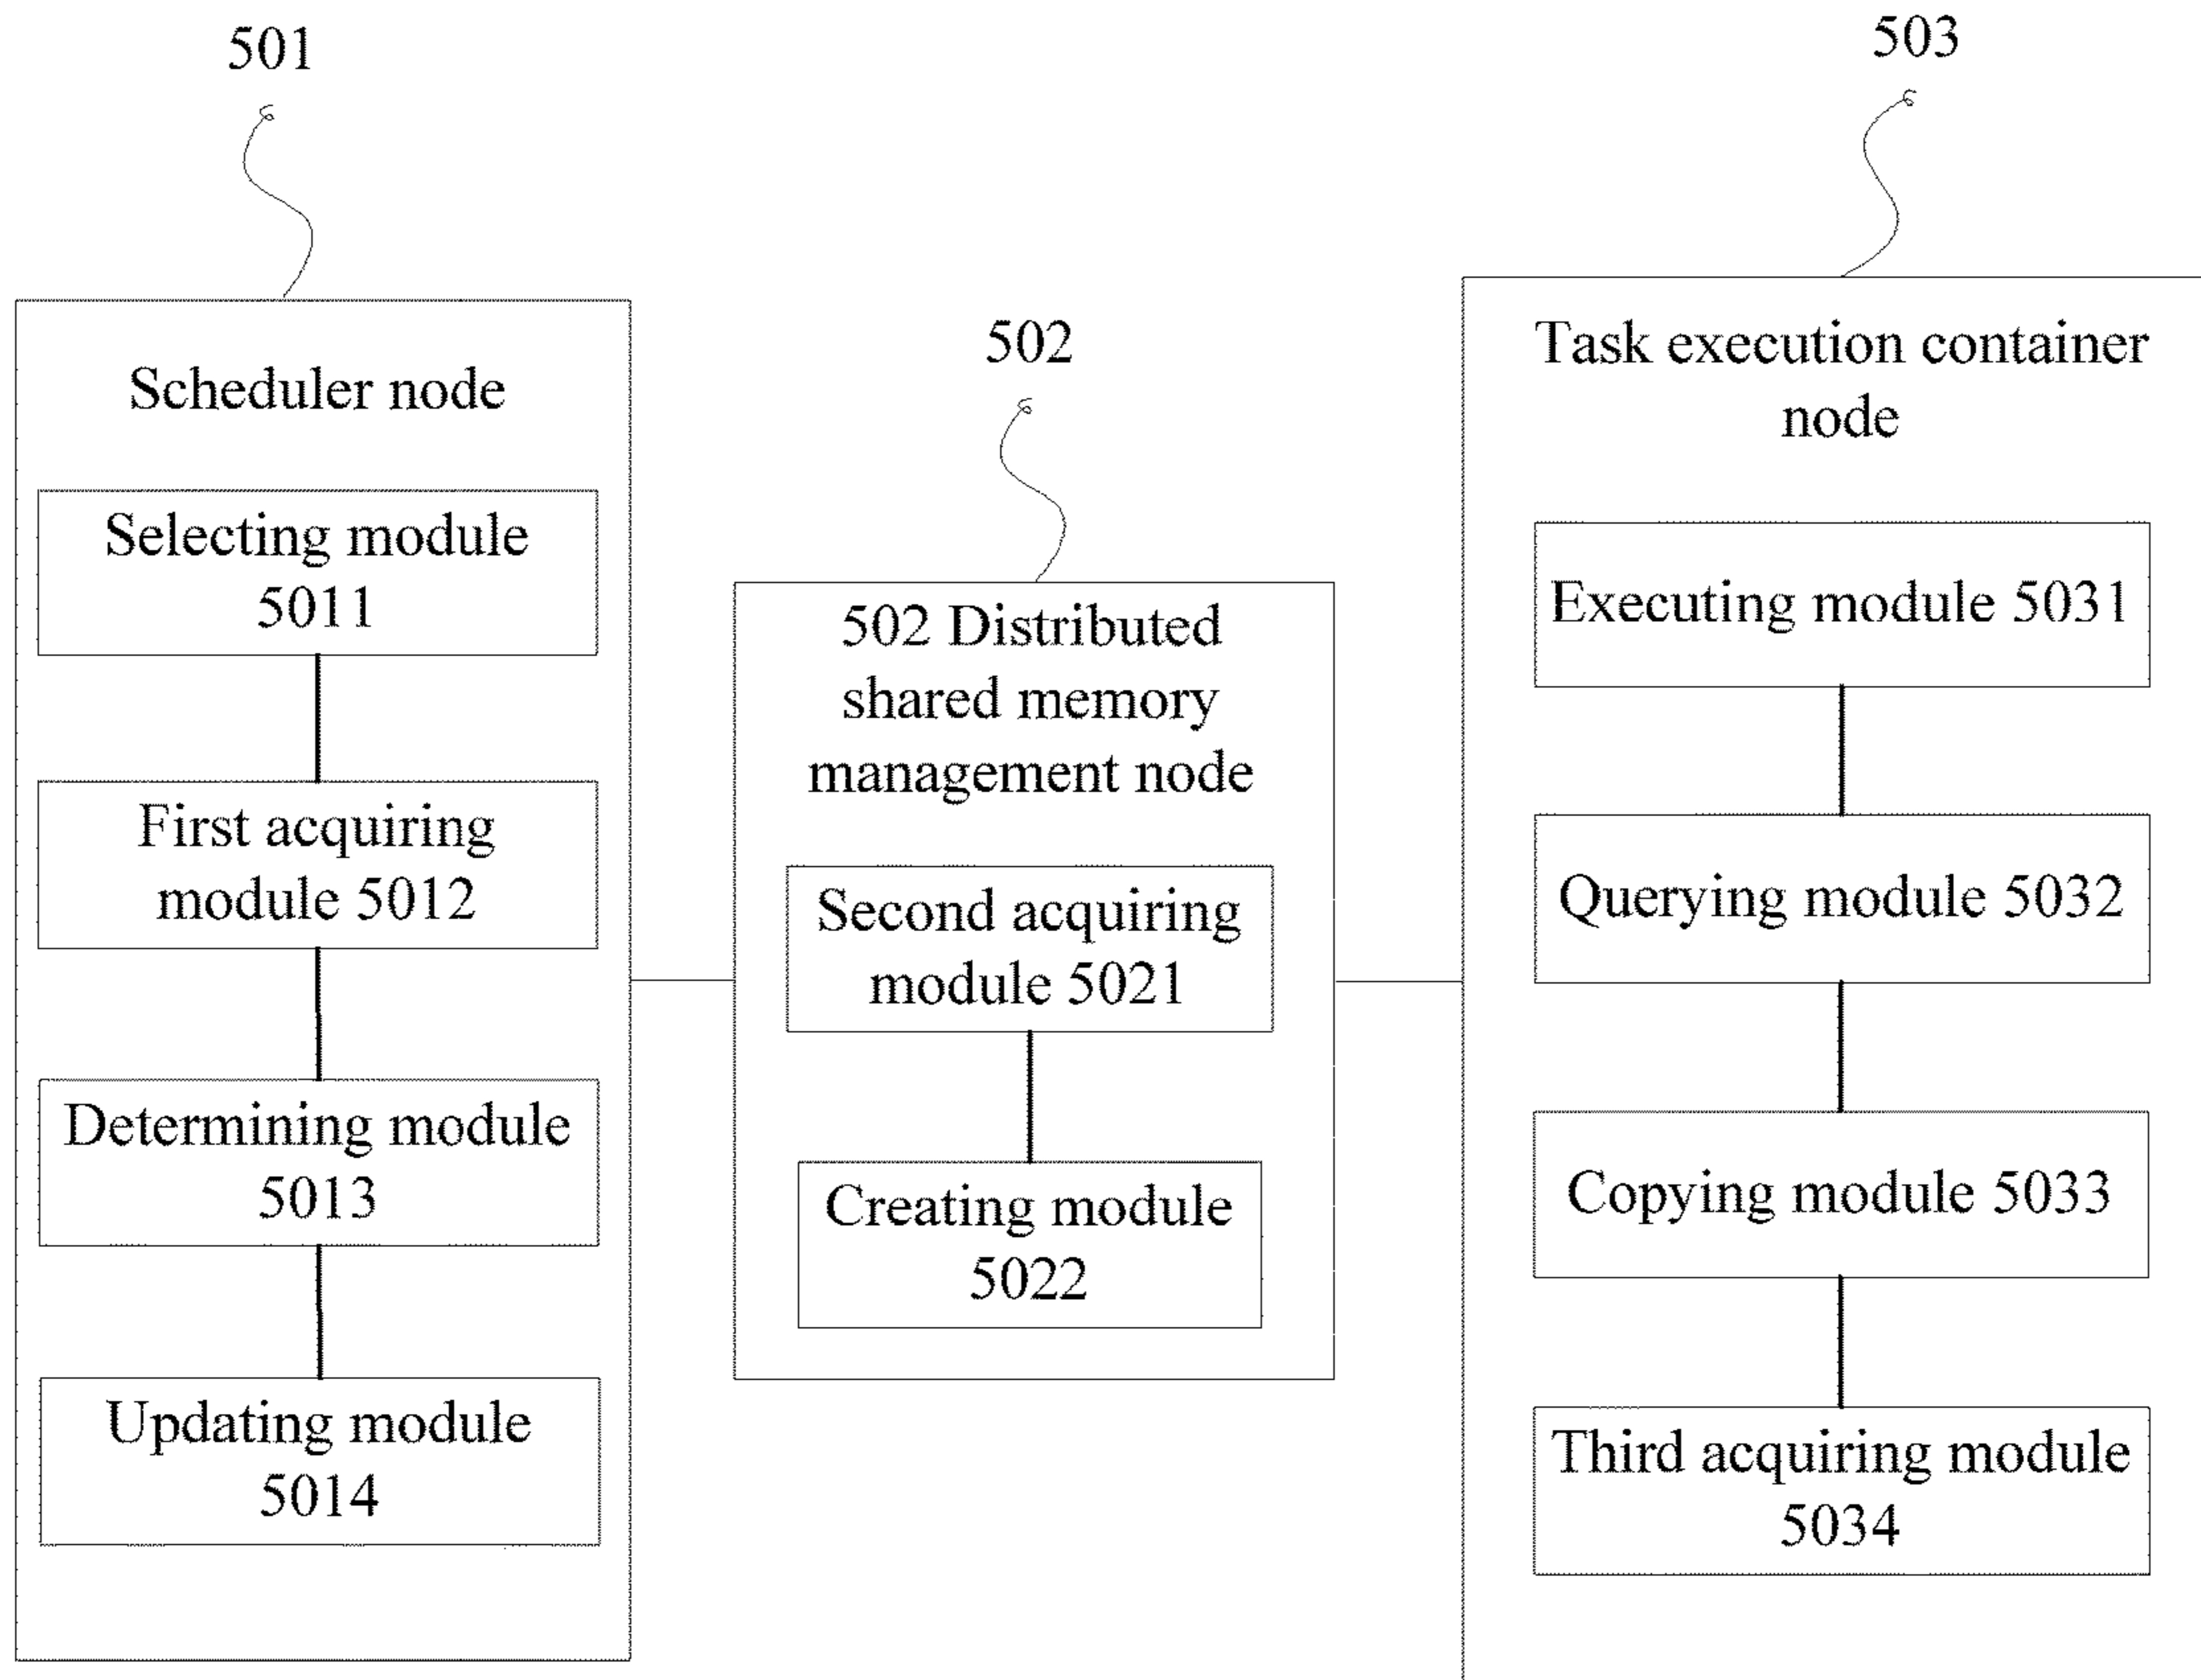 501
Scheduler node
Selecting module
5011
First acquiring
module 5012
Determining module
5013
Updating module
5014
502
502 Distributed
shared memory
management node
Second acquiring
module 5021
Creating module
5022
503
Task execution container
node
Executing module 5031
Querying module 5032
Copying module 5033
Third acquiring module
5034